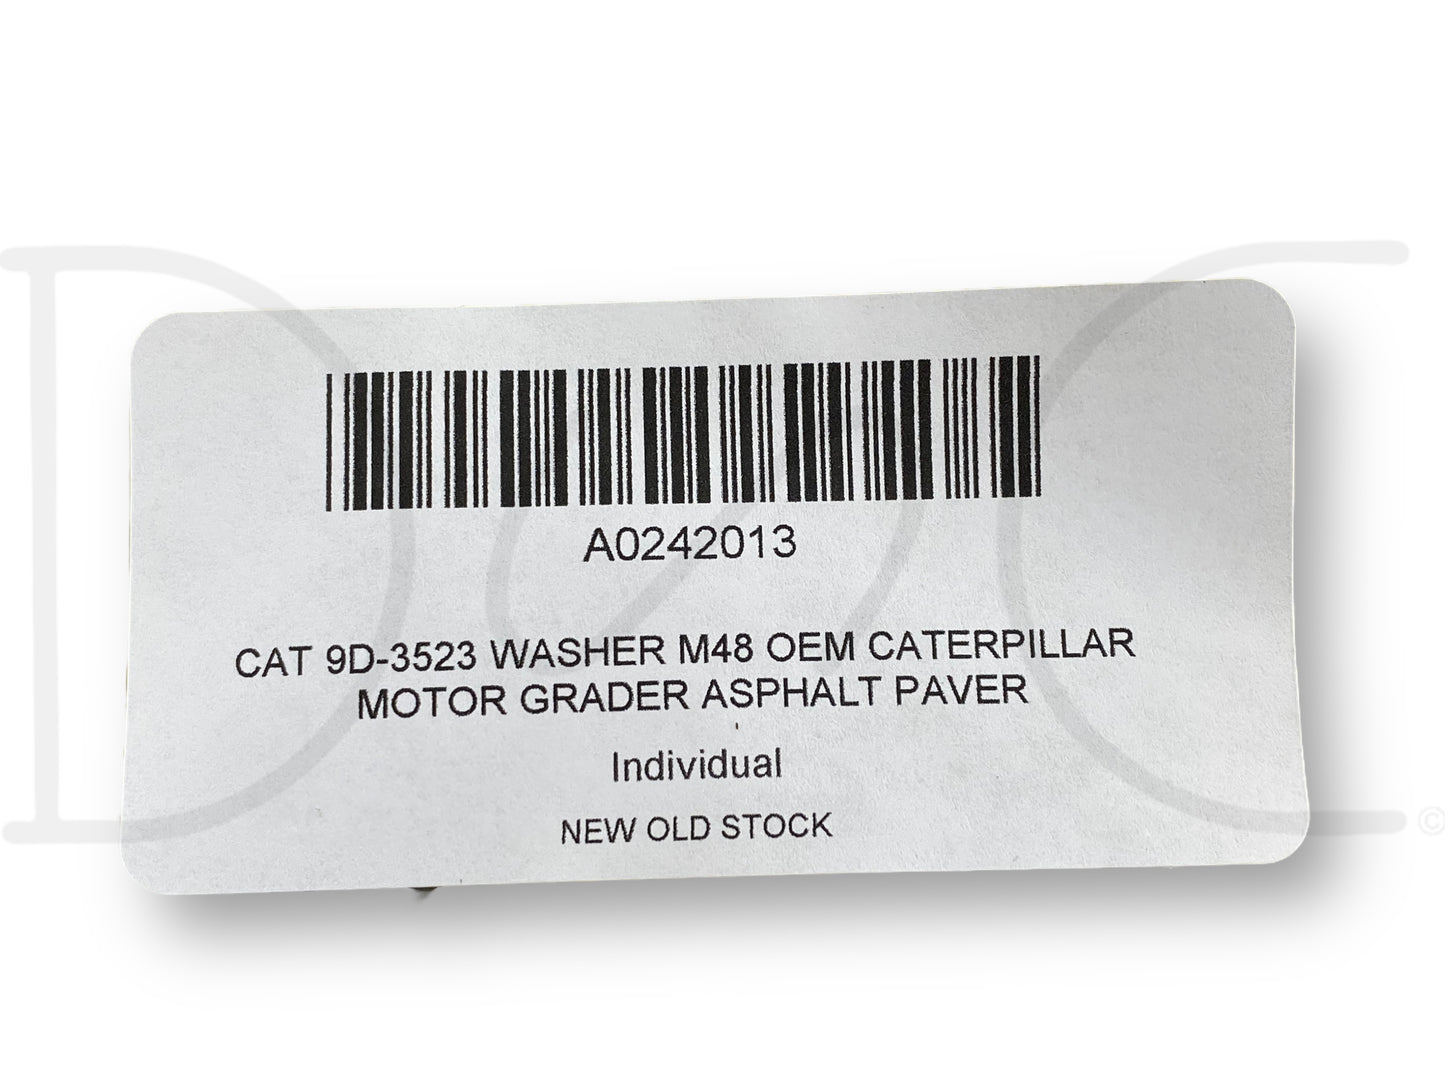 A0242013
CAT 9D-3523 WASHER M48 OEM CATERPILLAR
MOTOR GRADER ASPHALT PAVER
Individual
NEW OLD STOCK
©